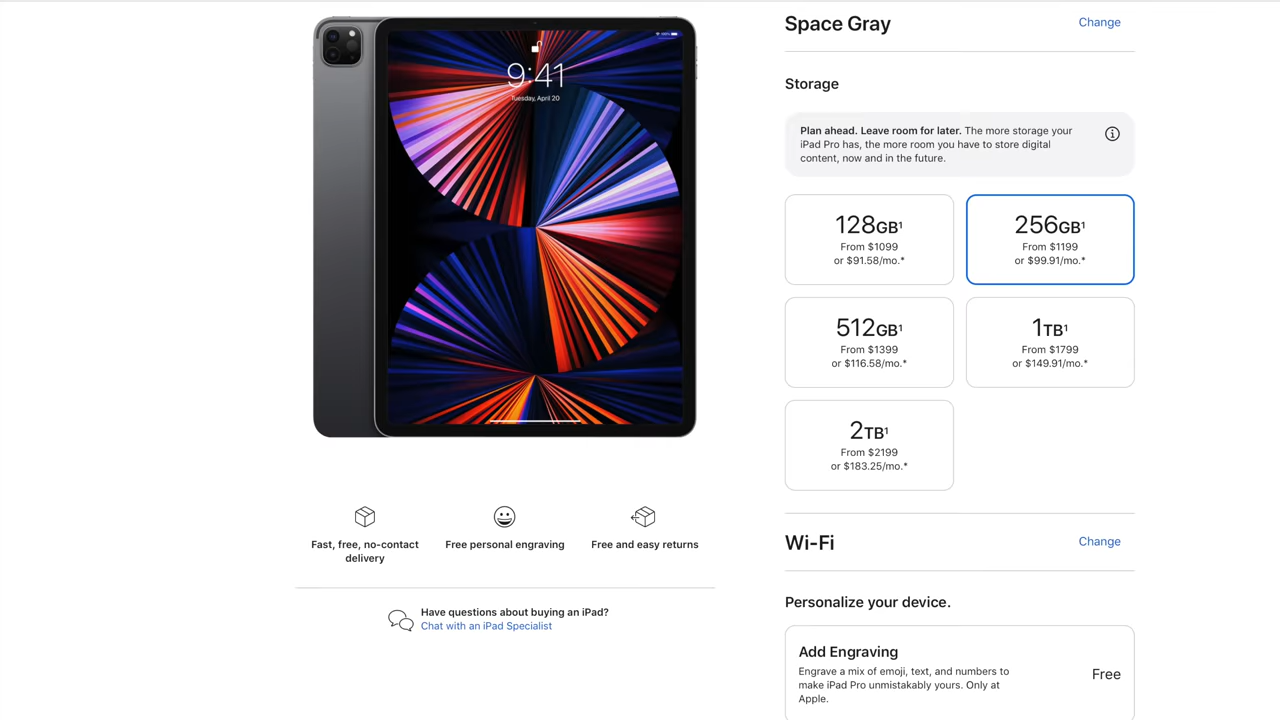 9:41
Tuesday, April 20
Fast, free, no-contact
delivery
Free personal engraving
Free and easy returns
Have questions about buying an iPad?
Chat with an iPad Specialist
Space Gray
Change
Storage
Plan ahead. Leave room for later. The more storage your
iPad Pro has, the more room you have to store digital
content, now and in the future.
128GB¹
From $1099
or $91.58/mo.*
256GB¹
From $1199
or $99.91/mo.*
512GB¹
From $1399
or $116.58/mo.*
1TB¹
From $1799
or $149.91/mo.*
2TB¹
From $2199
or $183.25/mo.*
Wi-Fi
Change
Personalize your device.
Add Engraving
Engrave a mix of emoji, text, and numbers to
make iPad Pro unmistakably yours. Only at
Apple.
Free